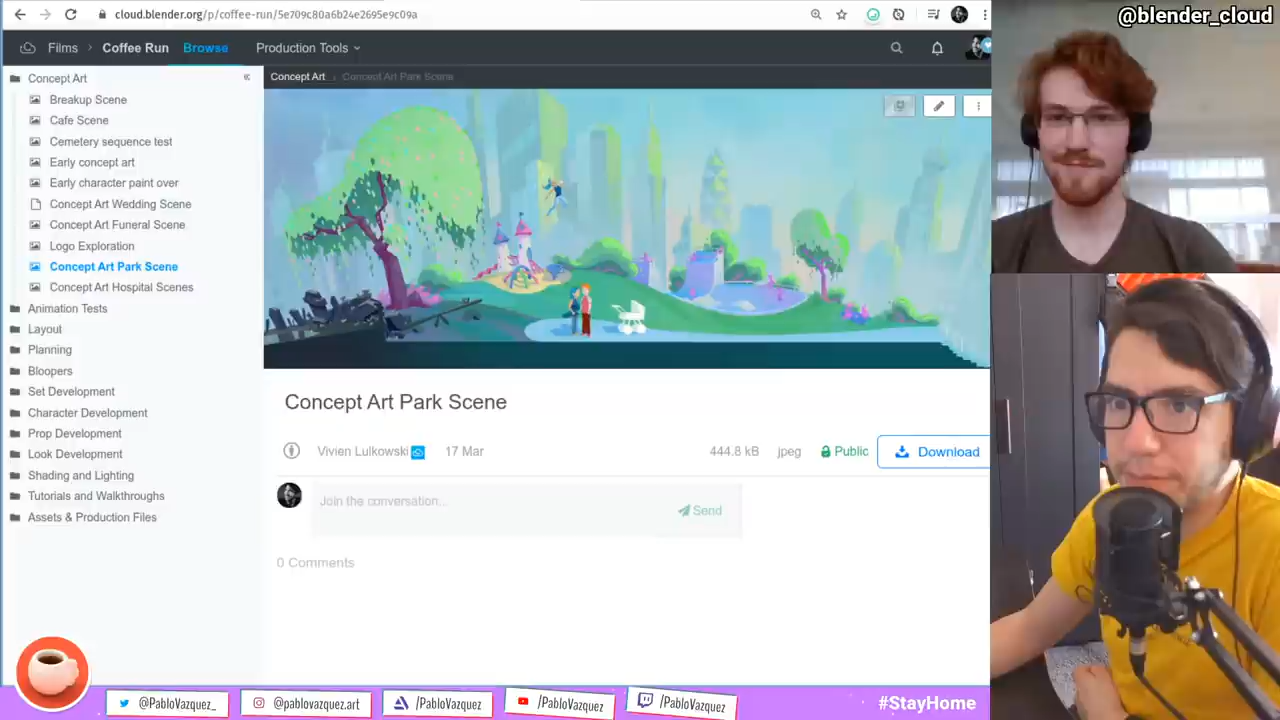 cloud.blender.org/p/coffee-run/5e709c80a6b24e2695e9c09a
@blender_cloud
Films > Coffee Run Browse Production Tools
Concept Art
Concept Art Concept Art Park Scene
Breakup Scene
Cafe Scene
Cemetery sequence test
Early concept art
Early character paint over
Concept Art Wedding Scene
Concept Art Funeral Scene
Logo Exploration
Concept Art Park Scene
Concept Art Hospital Scenes
Animation Tests
Layout
Planning
Bloopers
Set Development
Character Development
Prop Development
Look Development
Shading and Lighting
Tutorials and Walkthroughs
Assets & Production Files
Concept Art Park Scene
Vivien Lulkowski 17 Mar 444.8 kB jpeg Public Download
Join the conversation...
Send
0 Comments
@PabloVazquez_ @pablovazquez.art /PabloVazquez /PabloVazquez /PabloVazquez #StayHome